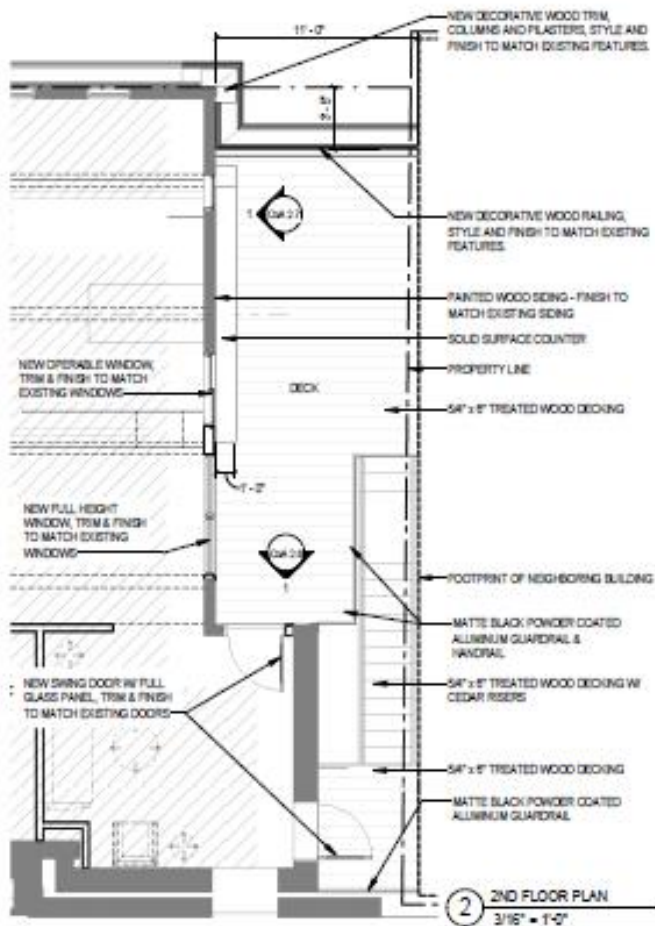 11' - 0"
NEW DECORATIVE WOOD TRIM,
COLUMNS AND PILASTERS, STYLE AND
FINISH TO MATCH EXISTING FEATURES.
1
NEW DECORATIVE WOOD RAILING,
STYLE AND FINISH TO MATCH EXISTING
FEATURES.
PAINTED WOOD SIDING - FINISH TO
MATCH EXISTING SIDING
SOLID SURFACE COUNTER
NEW OPERABLE WINDOW,
TRIM & FINISH TO MATCH
EXISTING WINDOWS
PROPERTY LINE
DECK
5/4" x 6" TREATED WOOD DECKING
1' - 0"
NEW FULL HEIGHT
WINDOW, TRIM & FINISH
TO MATCH EXISTING
WINDOWS
1
FOOTPRINT OF NEIGHBORING BUILDING
MATTE BLACK POWDER COATED
ALUMINUM GUARDRAIL &
HANDRAIL
NEW SWING DOOR W/ FULL
GLASS PANEL, TRIM & FINISH
TO MATCH EXISTING DOORS
5/4" x 6" TREATED WOOD DECKING W/
CEDAR RISERS
5/4" x 6" TREATED WOOD DECKING
MATTE BLACK POWDER COATED
ALUMINUM GUARDRAIL
2
2ND FLOOR PLAN
3/16" = 1'-0"